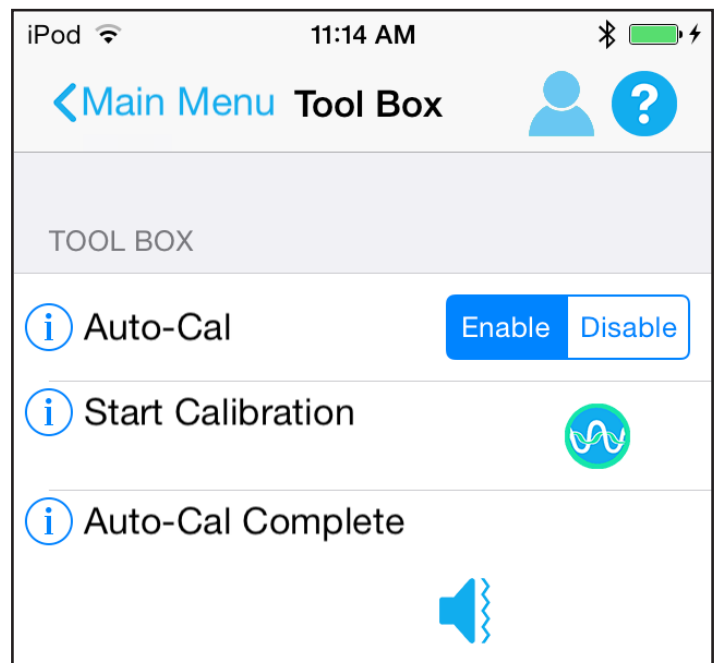 iPod 11:14 AM
Main Menu Tool Box ?
TOOL BOX
i Auto-Cal Enable Disable
i Start Calibration
i Auto-Cal Complete